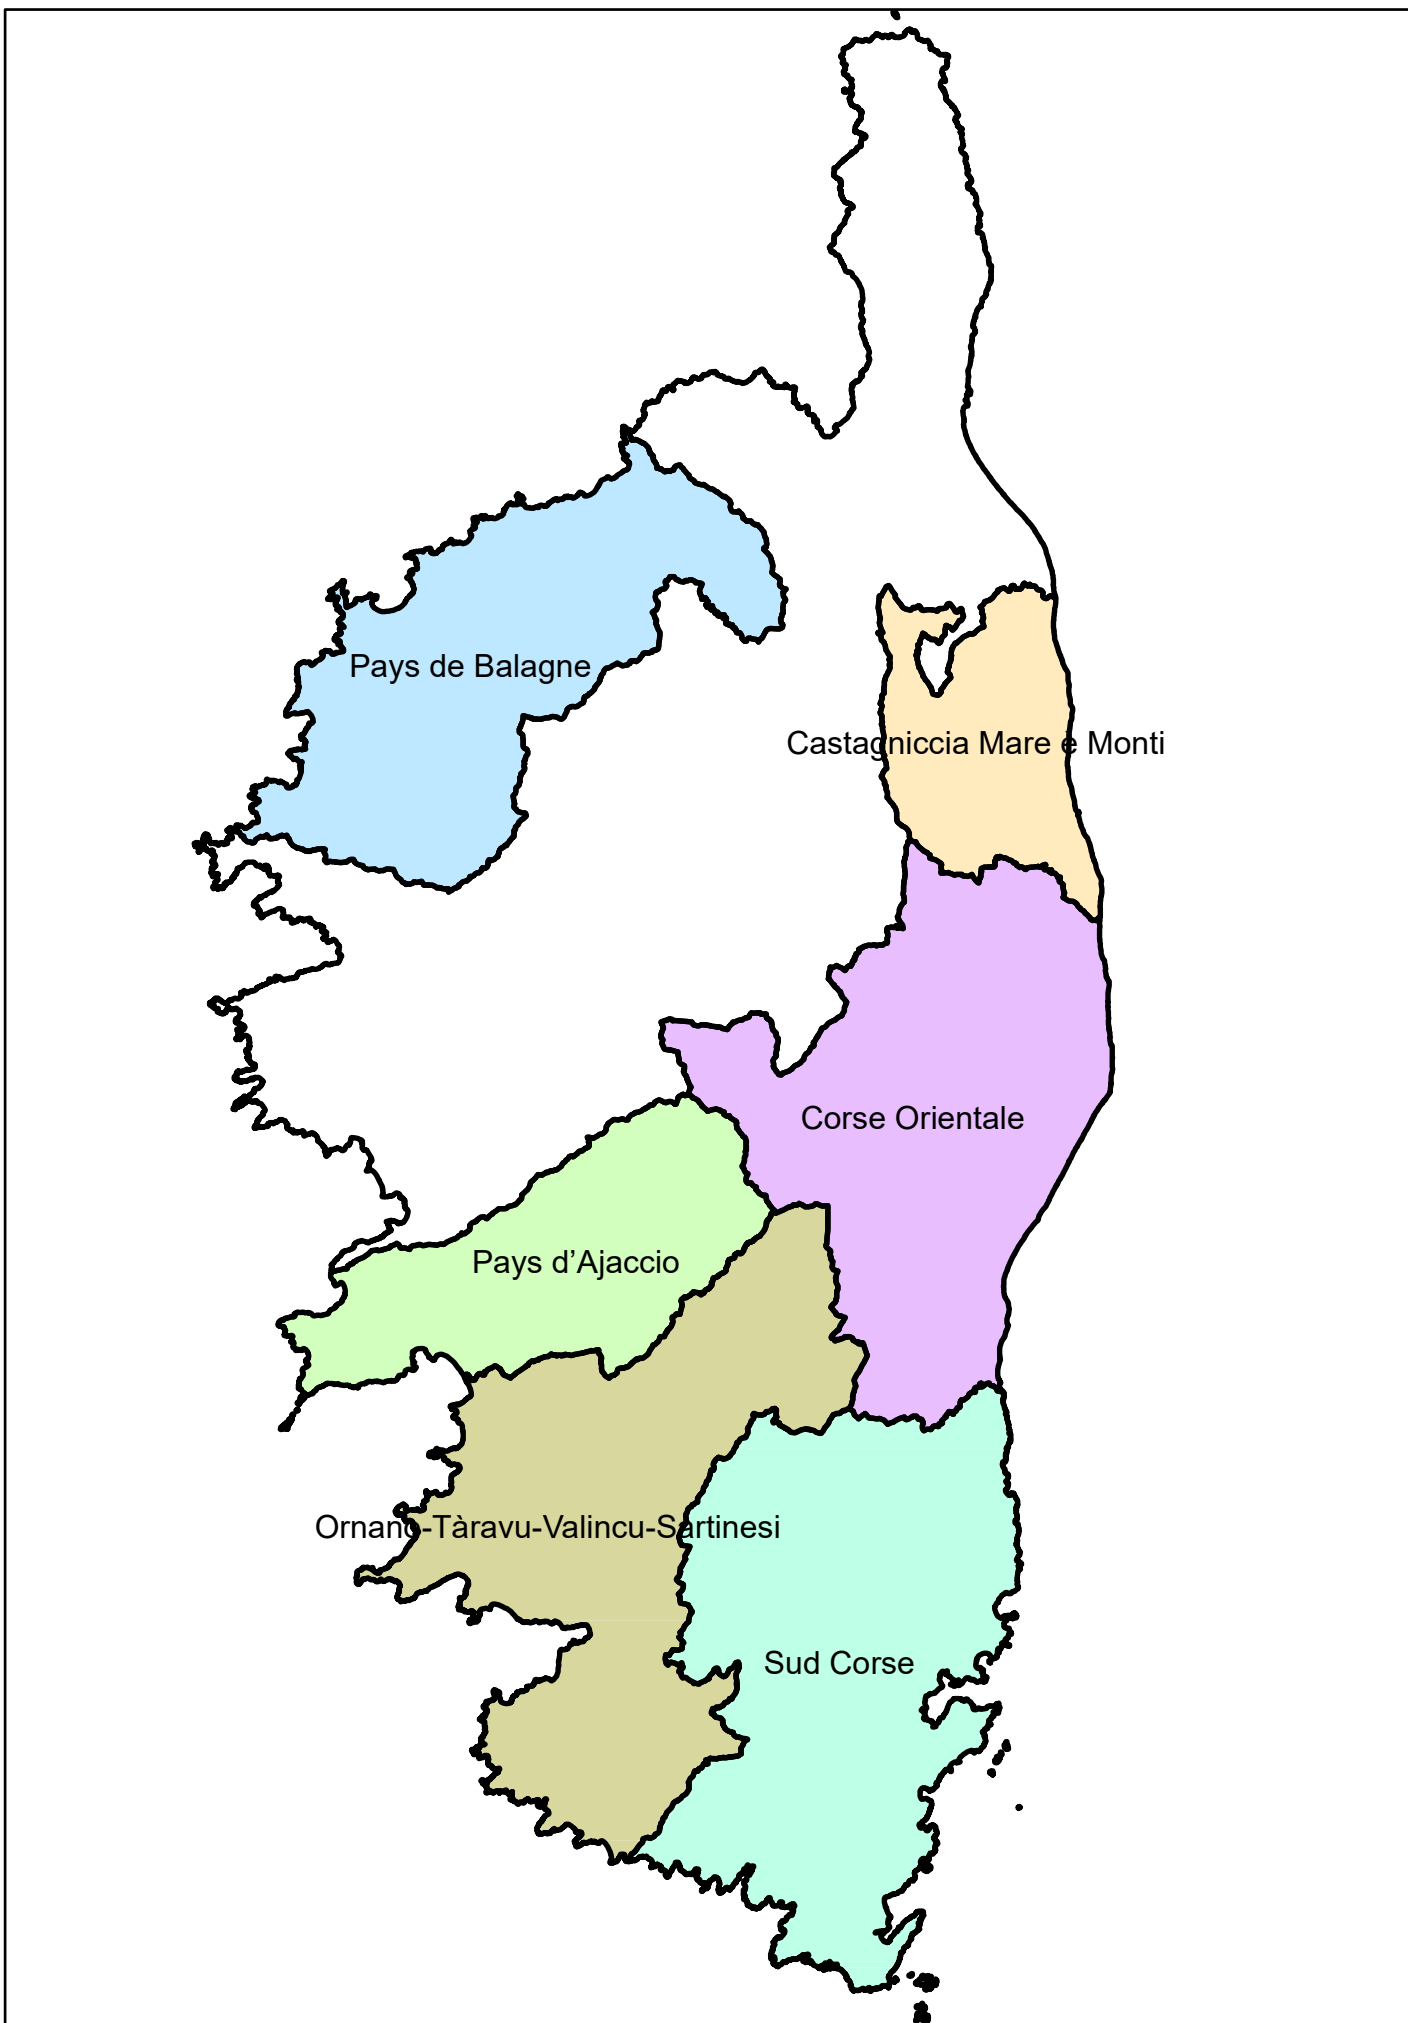 Pays de Balagne
Castagniccia Mare e Monti
Corse Orientale
Pays d’Ajaccio
Ornano-Tàravu-Valincu-Sartinesi
Sud Corse